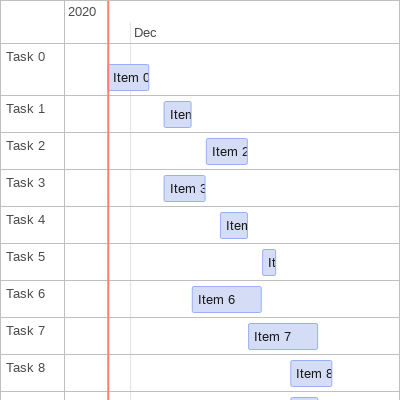 2020
Dec
Task 0
Item 0
Task 1
Task 2
Item 2
Task 3
Item 3
Task 4
Task 5
Task 6
Item 6
Task 7
Item 7
Task 8
Item 8